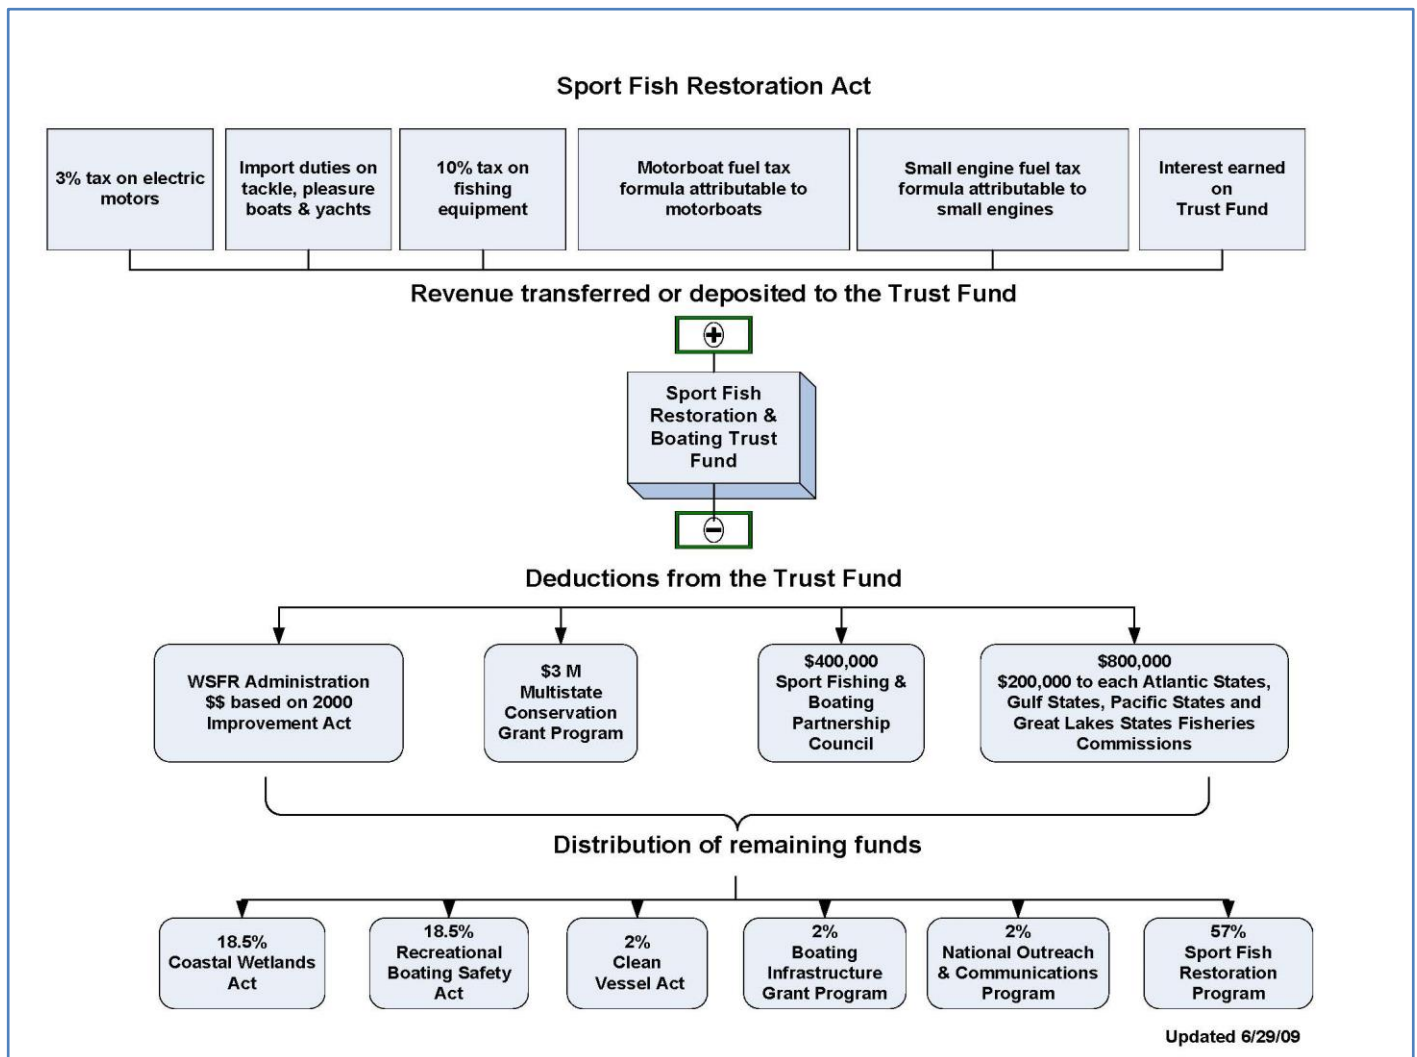 Sport Fish Restoration Act
3% tax on electric
motors
Import duties on
tackle, pleasure
boats & yachts
10% tax on
fishing
equipment
Motorboat fuel tax
formula attributable to
motorboats
Small engine fuel tax
formula attributable to
small engines
Interest earned
on
Trust Fund
Revenue transferred or deposited to the Trust Fund
+
Sport Fish
Restoration &
Boating Trust
Fund
−
Deductions from the Trust Fund
WSFR Administration
$$ based on 2000
Improvement Act
$3 M
Multistate
Conservation
Grant Program
$400,000
Sport Fishing &
Boating
Partnership
Council
$800,000
$200,000 to each Atlantic States,
Gulf States, Pacific States and
Great Lakes States Fisheries
Commissions
Distribution of remaining funds
18.5%
Coastal Wetlands
Act
18.5%
Recreational
Boating Safety
Act
2%
Clean
Vessel Act
2%
Boating
Infrastructure
Grant Program
2%
National Outreach
& Communications
Program
57%
Sport Fish
Restoration
Program
Updated 6/29/09